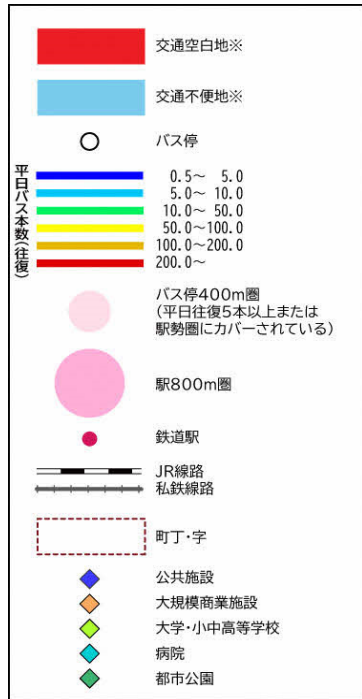 交通空白地※
交通不便地※
バス停
平日バス本数(往復)
0.5～ 5.0
5.0～ 10.0
10.0～ 50.0
50.0～100.0
100.0～200.0
200.0～
バス停400m圏
(平日往復5本以上または
駅勢圏にカバーされている)
駅800m圏
鉄道駅
JR線路
私鉄線路
町丁・字
公共施設
大規模商業施設
大学・小中高等学校
病院
都市公園